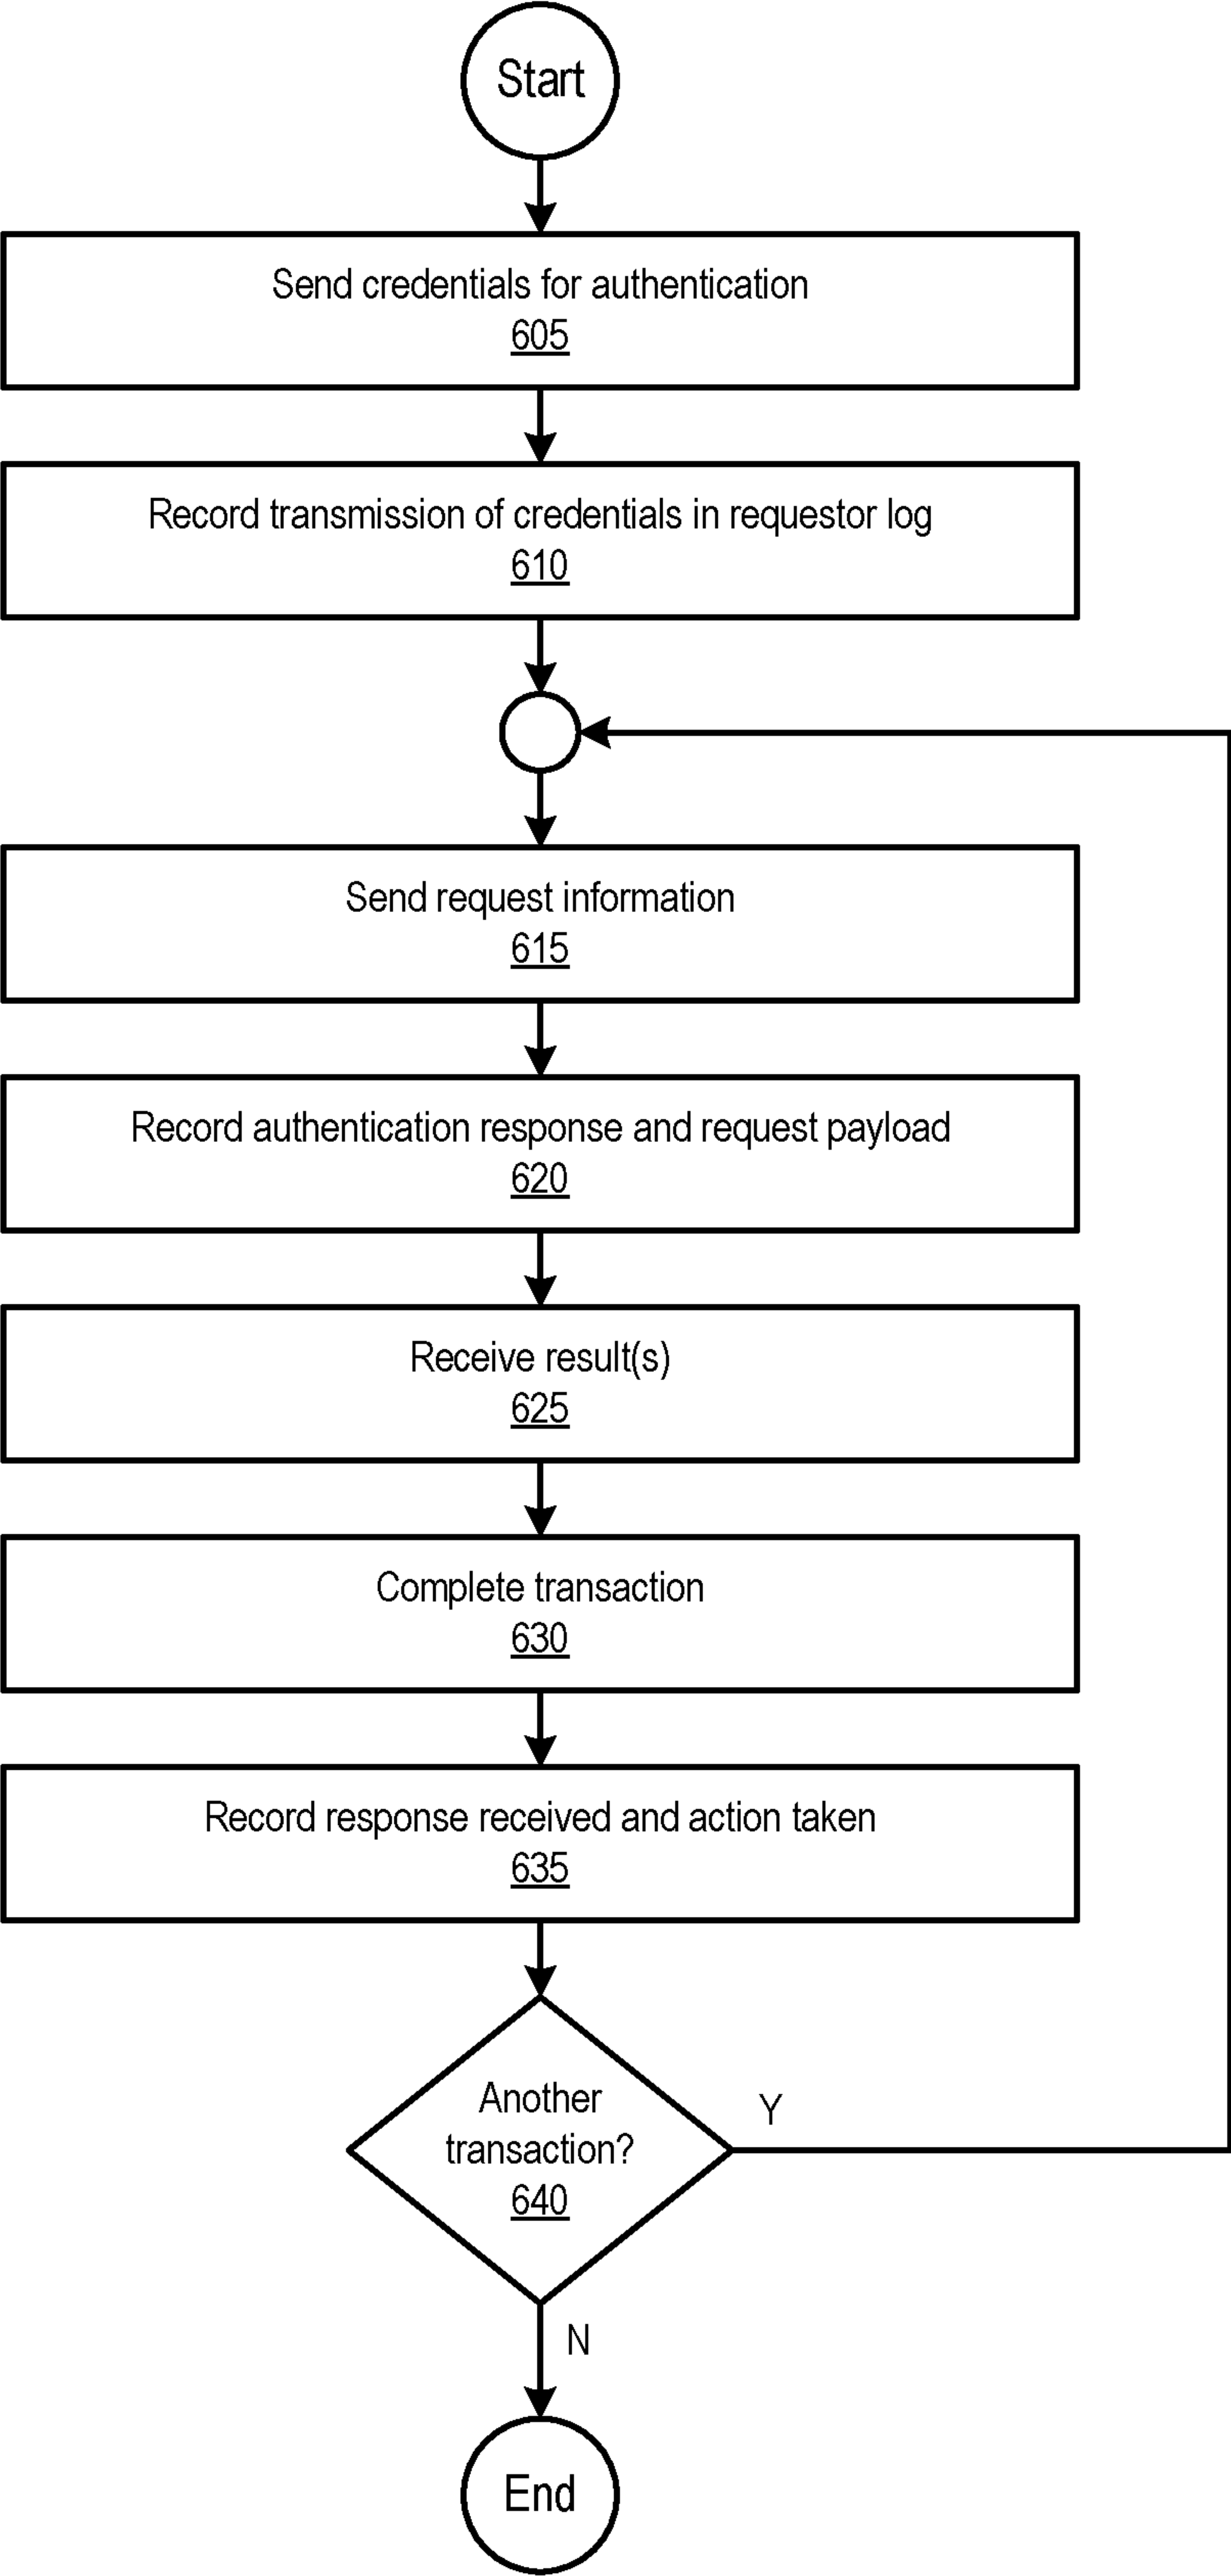 Start
Send credentials for authentication
605
Record transmission of credentials in requestor log
610
Send request information
615
Record authentication response and request payload
620
Receive result(s)
625
Complete transaction
630
Record response received and action taken
635
Another
transaction?
640
Y
N
End